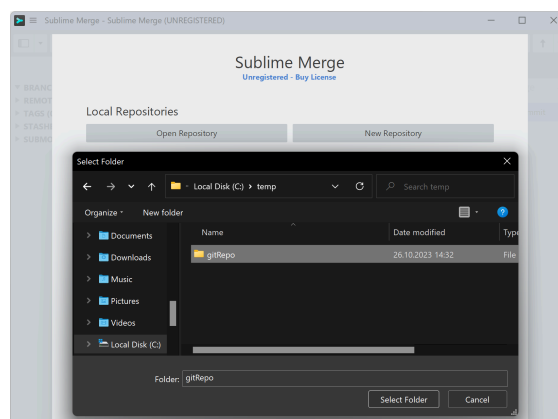 Sublime Merge - Sublime Merge (UNREGISTERED)
Sublime Merge
Unregistered - Buy License
Local Repositories
Open Repository
New Repository
Select Folder
Local Disk (C:) > temp
Search temp
Organize
New folder
Name
Date modified
Type
Documents
Downloads
Music
Pictures
Videos
Local Disk (C:)
gitRepo
26.10.2023 14:32
File
Folder: gitRepo
Select Folder
Cancel